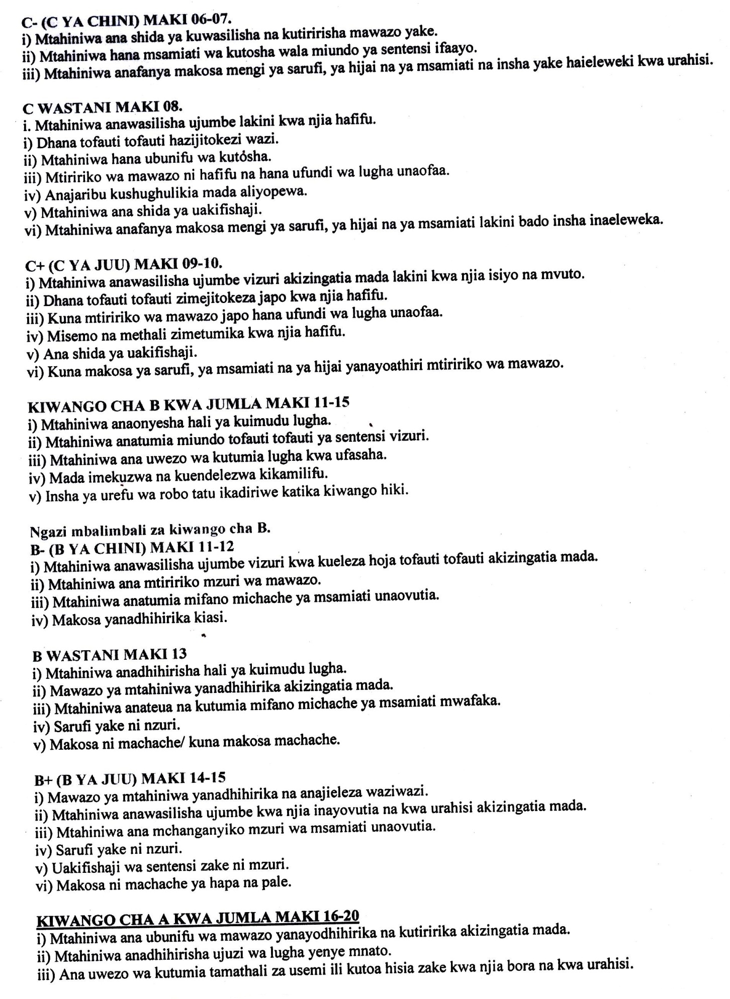 C- (C YA CHINI) MAKI 06-07.
i) Mtahiniwa ana shida ya kuwasilisha na kutiririsha mawazo yake.
ii) Mtahiniwa hana msamiati wa kutosha wala miundo ya sentensi ifaayo.
iii) Mtahiniwa anafanya makosa mengi ya sarufi, ya hijai na ya msamiati na insha yake haieleweki kwa urahisi.
C WASTANI MAKI 08.
i. Mtahiniwa anawasilisha ujumbe lakini kwa njia hafifu.
i) Dhana tofauti tofauti hazijitokezi wazi.
ii) Mtahiniwa hana ubunifu wa kutosha.
iii) Mtiririko wa mawazo ni hafifu na hana ufundi wa lugha unaofaa.
iv) Anajaribu kushughulikia mada aliyopewa.
v) Mtahiniwa ana shida ya uakifishaji.
vi) Mtahiniwa anafanya makosa mengi ya sarufi, ya hijai na ya msamiati lakini bado insha inaeleweka.
C+ (C YA JUU) MAKI 09-10.
i) Mtahiniwa anawasilisha ujumbe vizuri akizingatia mada lakini kwa njia isiyo na mvuto.
ii) Dhana tofauti tofauti zimejitokeza japo kwa njia hafifu.
iii) Kuna mtiririko wa mawazo japo hana ufundi wa lugha unaofaa.
iv) Misemo na methali zimetumika kwa njia hafifu.
v) Ana shida ya uakifishaji.
vi) Kuna makosa ya sarufi, ya msamiati na ya hijai yanayoathiri mtiririko wa mawazo.
KIWANGO CHA B KWA JUMLA MAKI 11-15
i) Mtahiniwa anaonyesha hali ya kuimudu lugha.
ii) Mtahiniwa anatumia miundo tofauti tofauti ya sentensi vizuri.
iii) Mtahiniwa ana uwezo wa kutumia lugha kwa ufasaha.
iv) Mada imekuzwa na kuendelezwa kikamilifu.
v) Insha ya urefu wa robo tatu ikadiriwe katika kiwango hiki.
Ngazi mbalimbali za kiwango cha B.
B- (B YA CHINI) MAKI 11-12
i) Mtahiniwa anawasilisha ujumbe vizuri kwa kueleza hoja tofauti tofauti akizingatia mada.
ii) Mtahiniwa ana mtiririko mzuri wa mawazo.
iii) Mtahiniwa anatumia mifano michache ya msamiati unaovutia.
iv) Makosa yanadhihirika kiasi.
B WASTANI MAKI 13
i) Mtahiniwa anadhihirisha hali ya kuimudu lugha.
ii) Mawazo ya mtahiniwa yanadhihirika akizingatia mada.
iii) Mtahiniwa anateua na kutumia mifano michache ya msamiati mwafaka.
iv) Sarufi yake ni nzuri.
v) Makosa ni machache/ kuna makosa machache.
B+ (B YA JUU) MAKI 14-15
i) Mawazo ya mtahiniwa yanadhihirika na anajieleza waziwazi.
ii) Mtahiniwa anawasilisha ujumbe kwa njia inayovutia na kwa urahisi akizingatia mada.
iii) Mtahiniwa ana mchanganyiko mzuri wa msamiati unaovutia.
iv) Sarufi yake ni nzuri.
v) Uakifishaji wa sentensi zake ni mzuri.
vi) Makosa ni machache ya hapa na pale.
KIWANGO CHA A KWA JUMLA MAKI 16-20
i) Mtahiniwa ana ubunifu wa mawazo yanayodhihirika na kutiririka akizingatia mada.
ii) Mtahiniwa anadhihirisha ujuzi wa lugha yenye mnato.
iii) Ana uwezo wa kutumia tamathali za usemi ili kutoa hisia zake kwa njia bora na kwa urahisi.